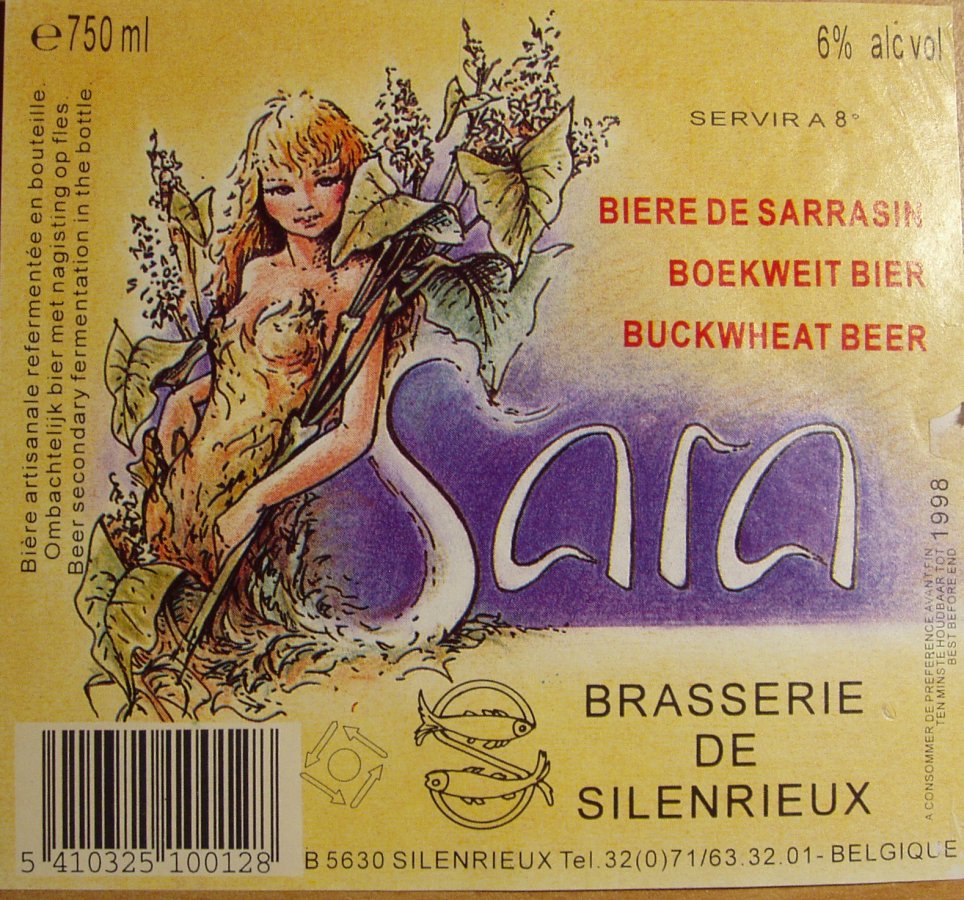 ℮750 ml
6% alc vol
SERVIR A 8°
BIERE DE SARRASIN
BOEKWEIT BIER
BUCKWHEAT BEER
Bière artisanale refermentée en bouteille.
Ombachtelijk bier met nagisting op fles.
Beer secondary fermentation in the bottle.
Sara
A CONSOMMER DE PREFERENCE AVANT FIN
TEN MINSTE HOUDBAAR TOT
BEST BEFORE END
1998
BRASSERIE
DE
SILENRIEUX
5 410325 100128
B 5630 SILENRIEUX Tel.32(0)71/63.32.01- BELGIQUE